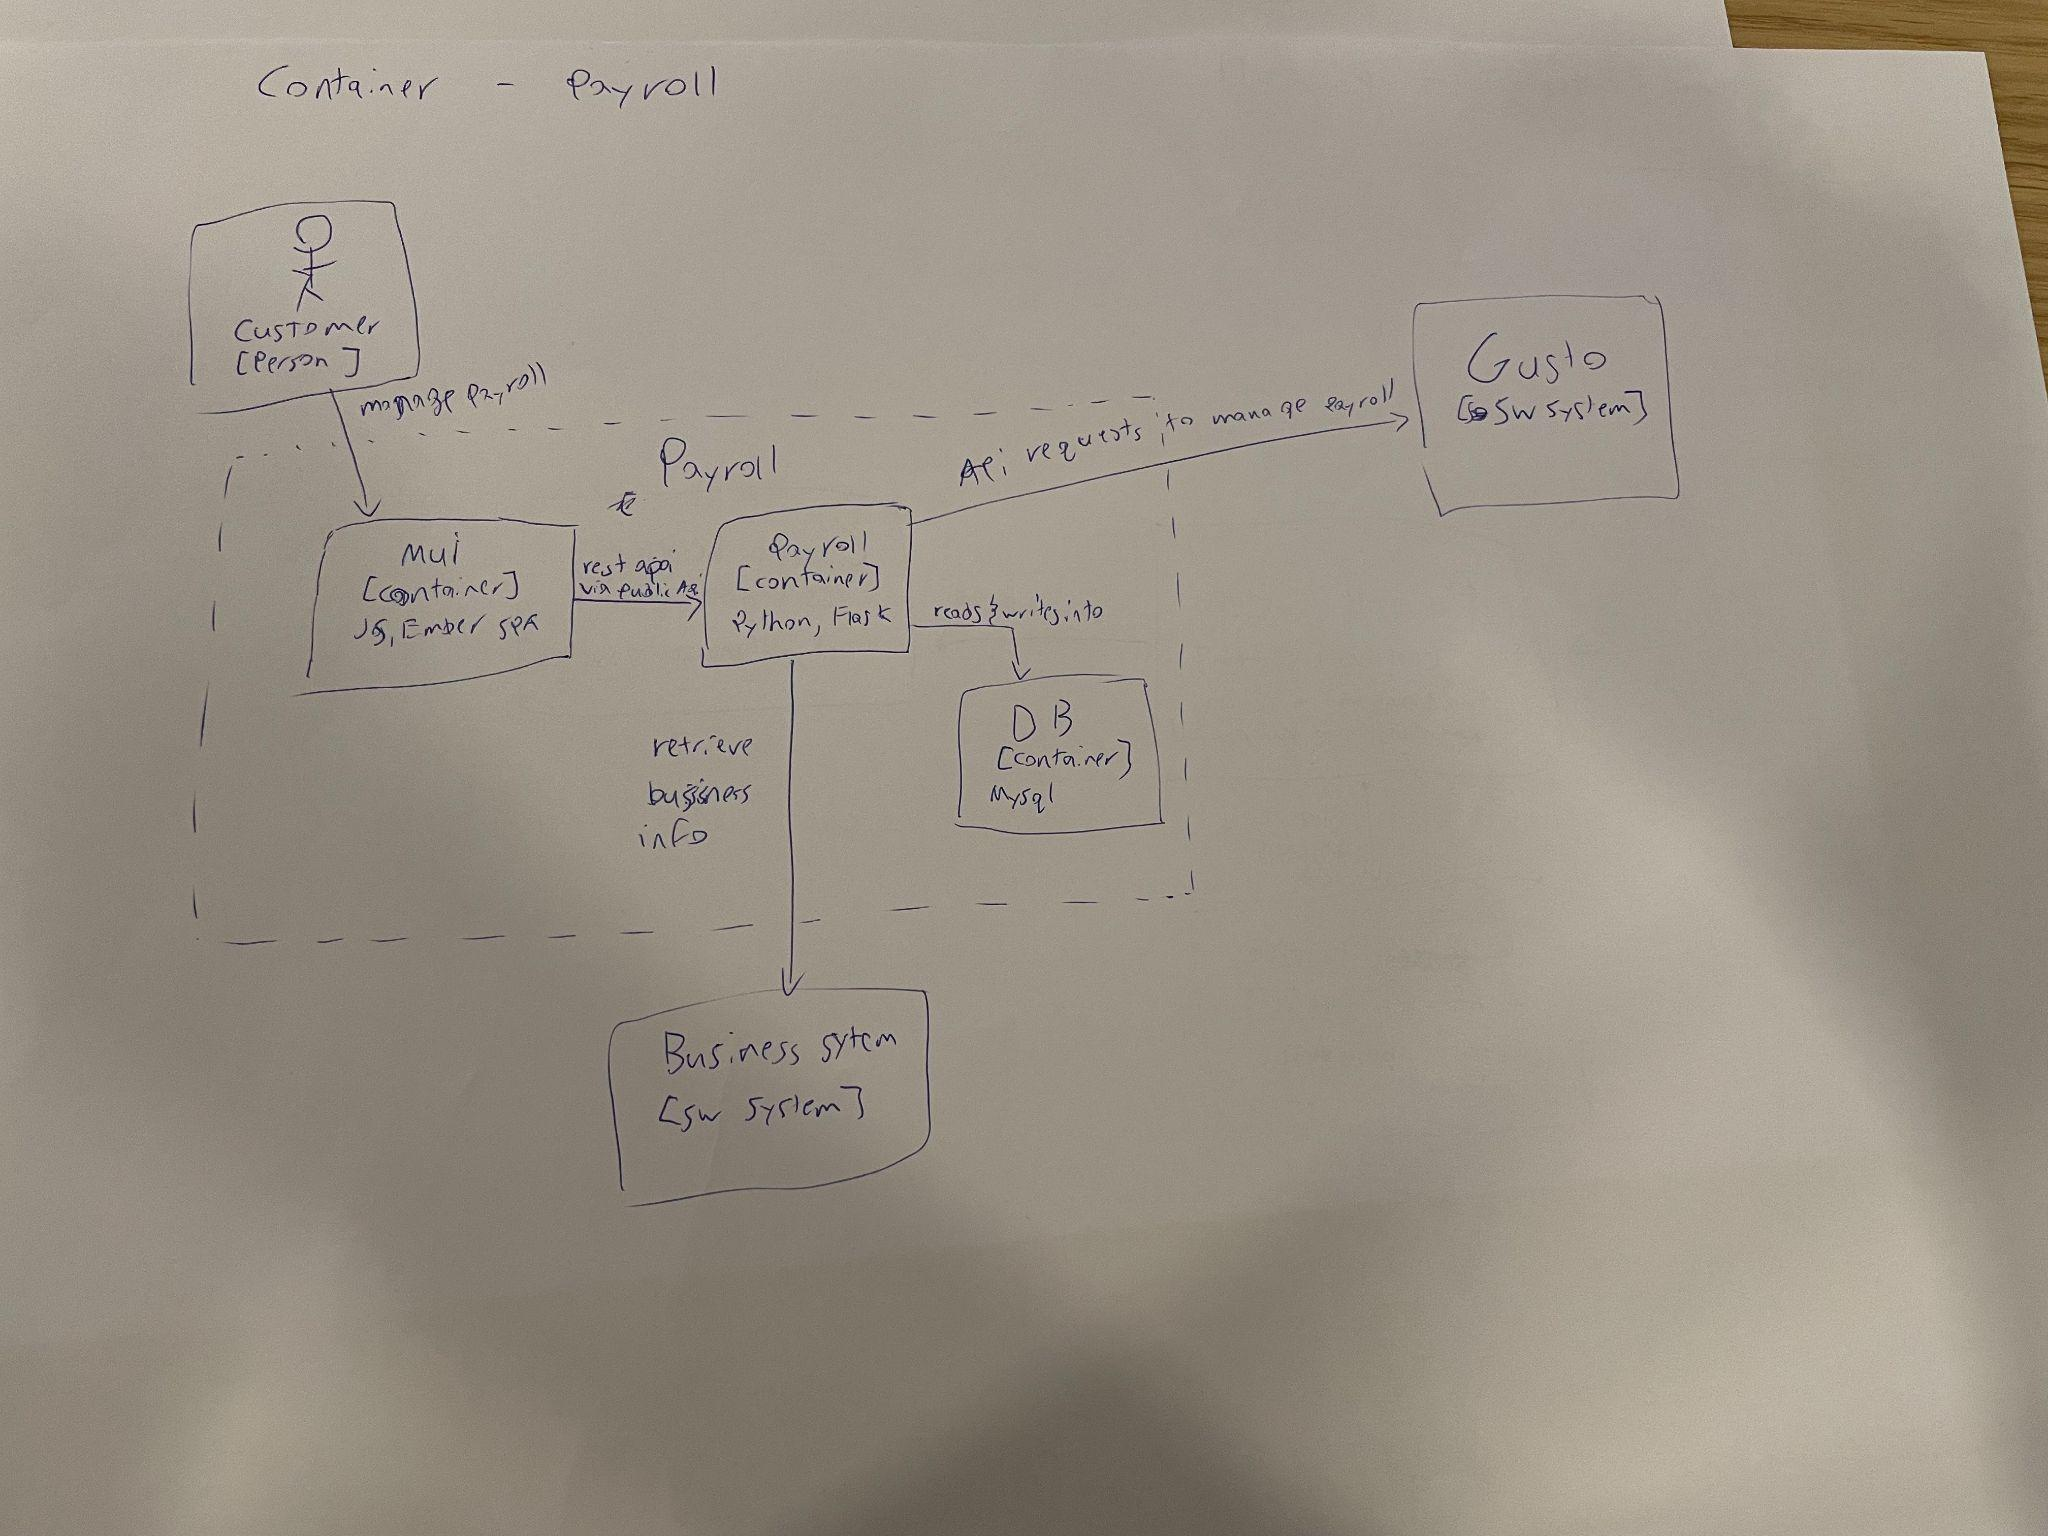 Container - Payroll
Customer
[Person]
manage payroll
Payroll
Api requests to manage payroll
Gusto
[SW system]
MUI
[container]
JS, Ember SPA
rest api
via public Api
Payroll
[container]
Python, Flask
reads & writes into
DB
[container]
Mysql
retrieve
bussiness
info
Business sytem
[SW system]